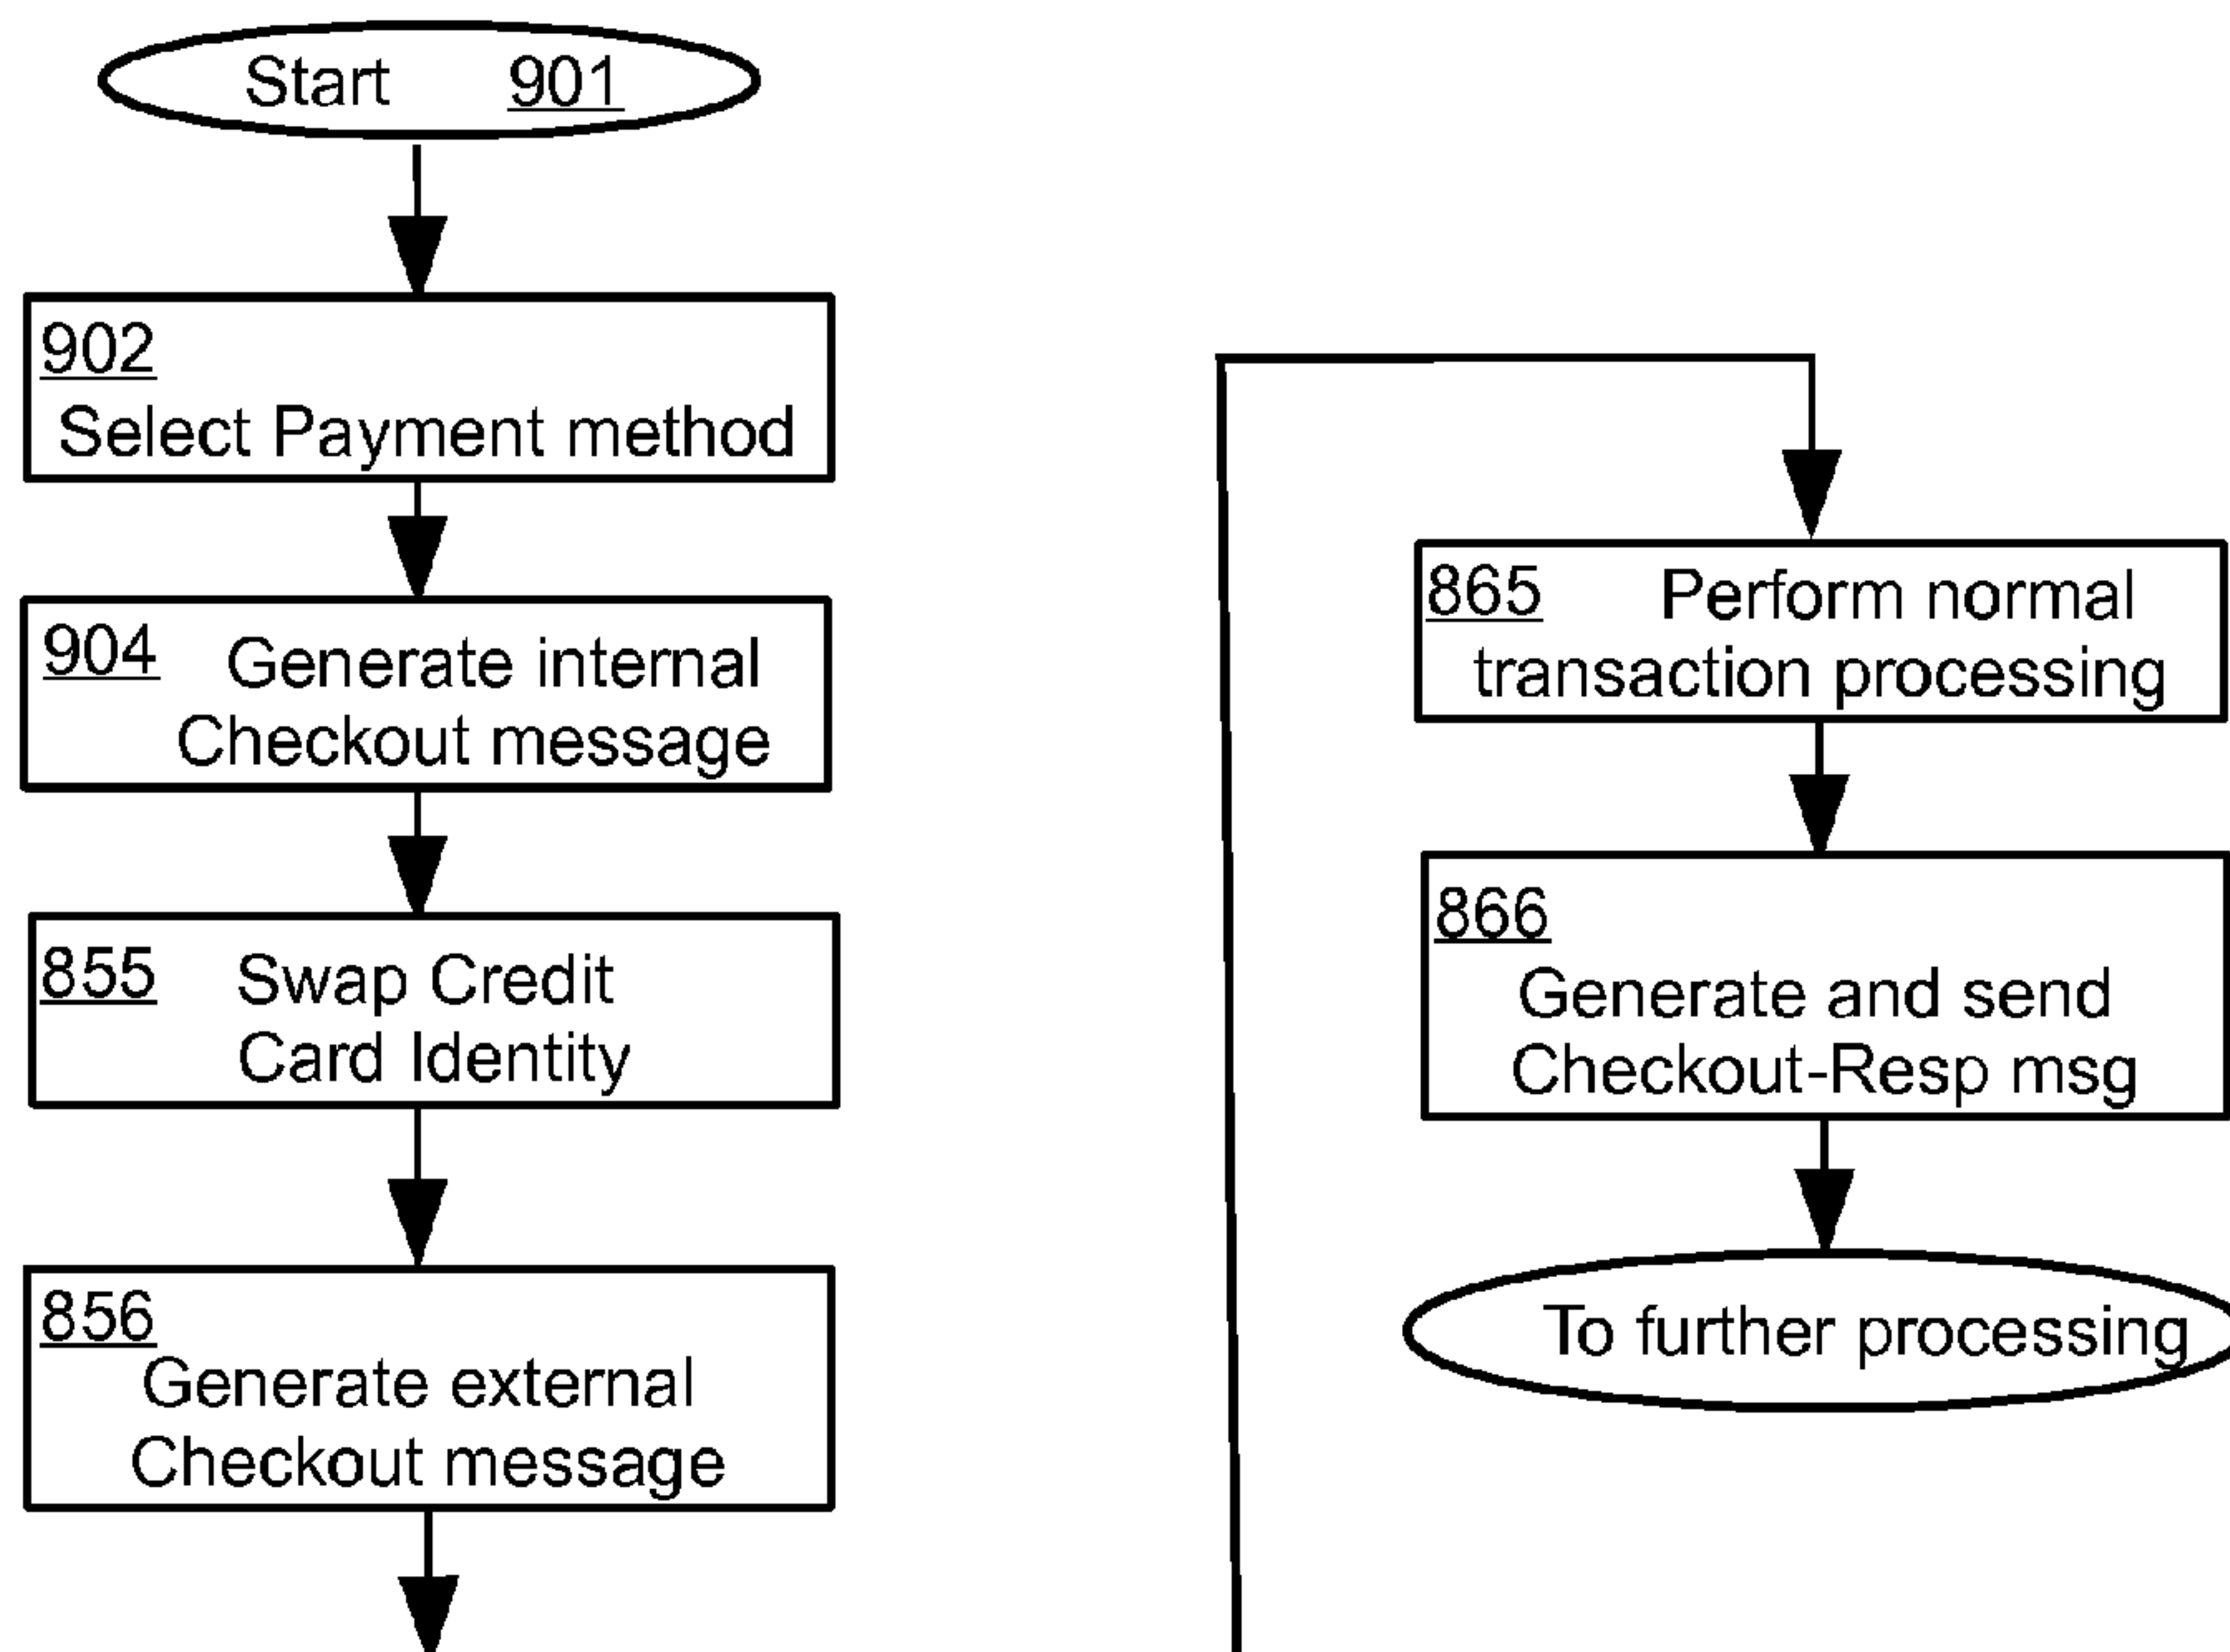 Start 901
902
Select Payment method
904 Generate internal
Checkout message
855 Swap Credit
Card Identity
856
Generate external
Checkout message
865 Perform normal
transaction processing
866
Generate and send
Checkout-Resp msg
To further processing